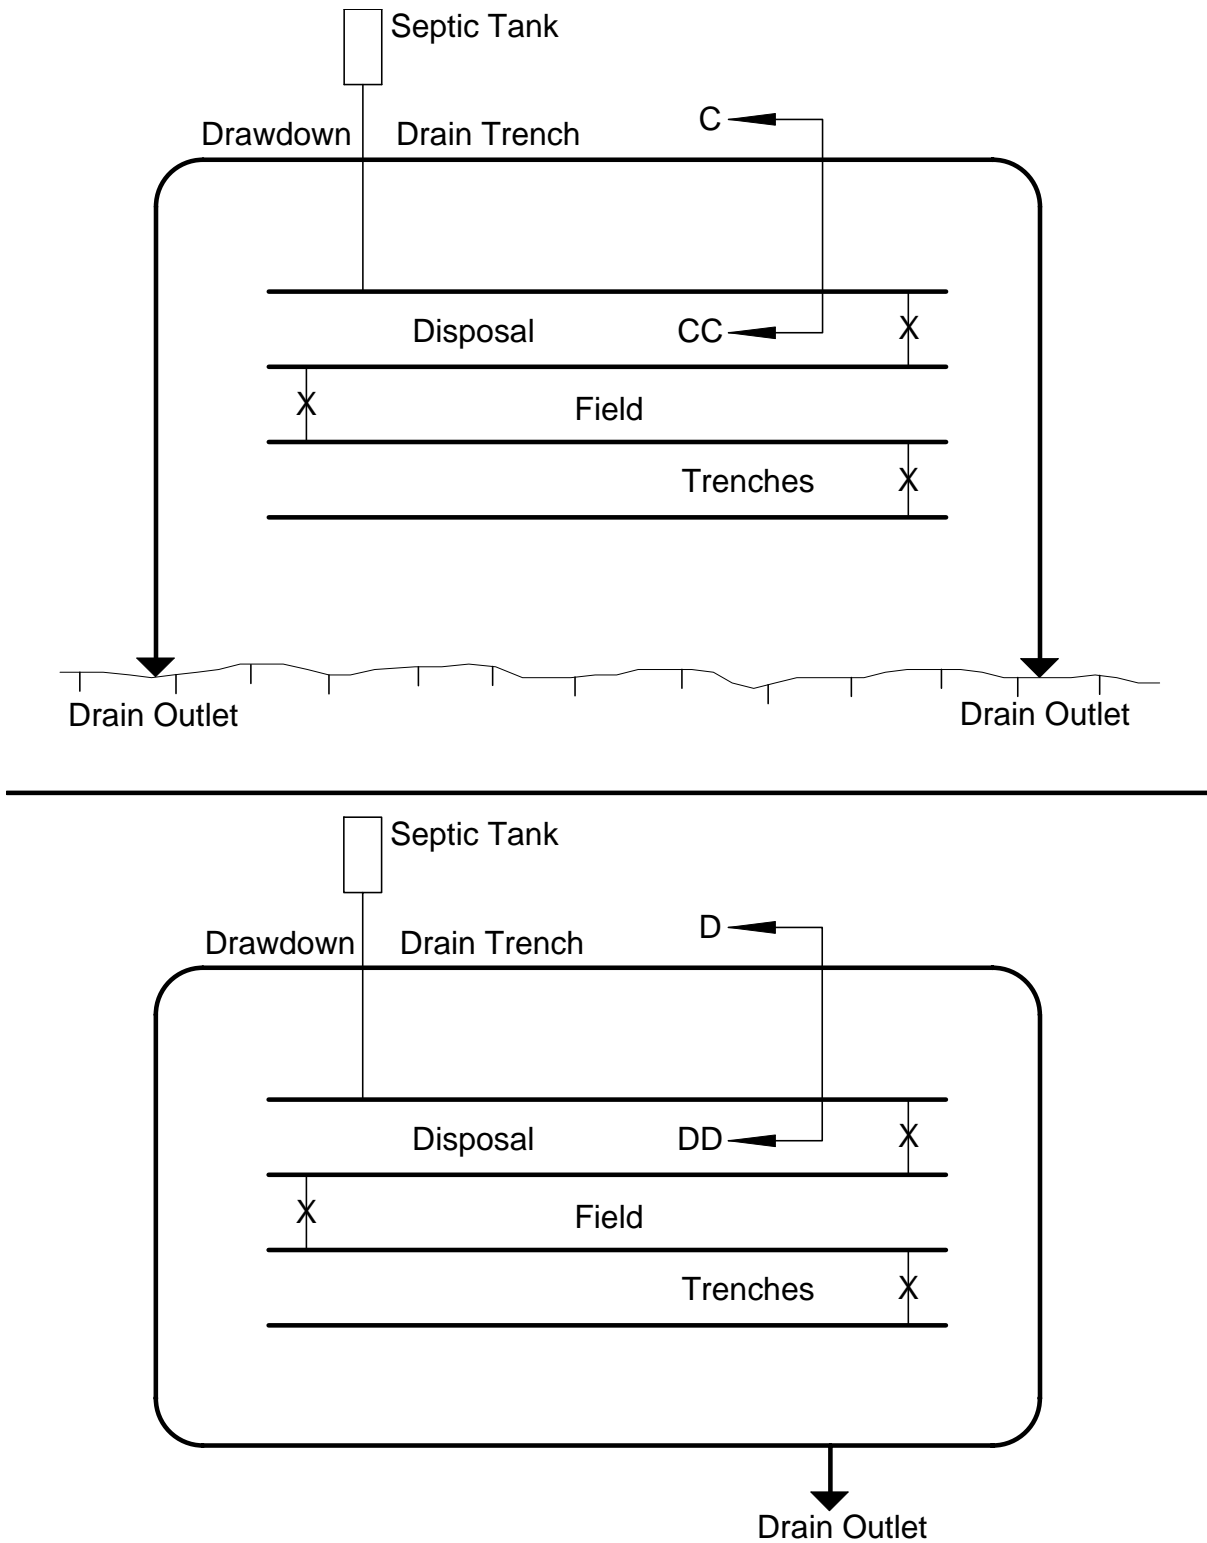 Septic Tank
Drawdown Drain Trench
C
Disposal
CC
X
X
Field
Trenches
X
Drain Outlet
Drain Outlet
Septic Tank
Drawdown Drain Trench
D
Disposal
DD
X
X
Field
Trenches
X
Drain Outlet